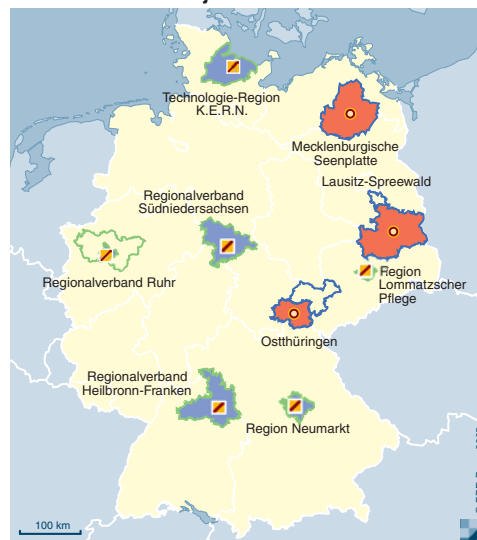 Technologie-Region
K.E.R.N.
Mecklenburgische
Seenplatte
Lausitz-Spreewald
Regionalverband
Südniedersachsen
Regionalverband Ruhr
Region
Lommatzscher
Pflege
Ostthüringen
Regionalverband
Heilbronn-Franken
Region Neumarkt
100 km